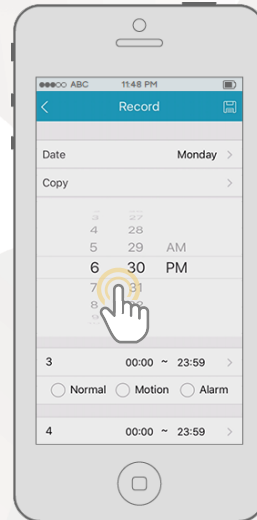 ABC 11:48 PM
Record
Date Monday >
Copy >
3 27
4 28
5 29 AM
6 30 PM
7 31
8
9
3 00:00 ~ 23:59 >
Normal Motion Alarm
4 00:00 ~ 23:59 >